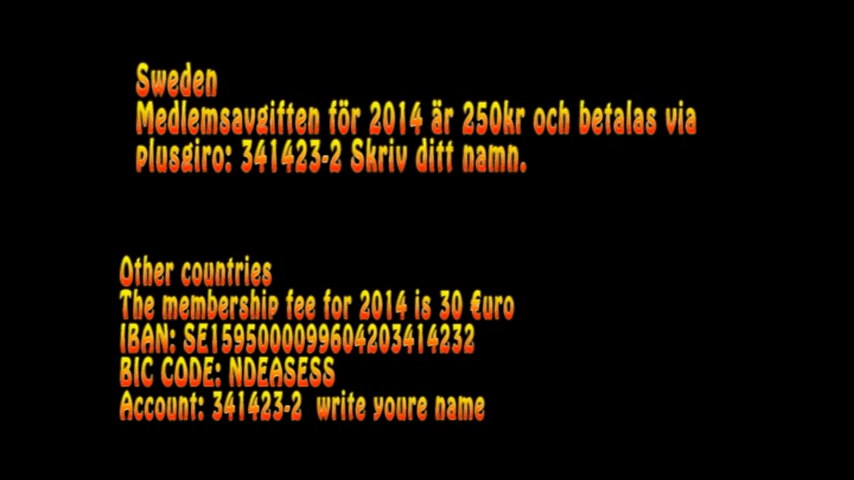 Sweden
Medlemsavgiften för 2014 är 250kr och betalas via
plusgiro: 341423-2 Skriv ditt namn.
Other countries
The membership fee for 2014 is 30 €uro
IBAN: SE1595000099604203414232
BIC CODE: NDEASESS
Account: 341423-2 write youre name